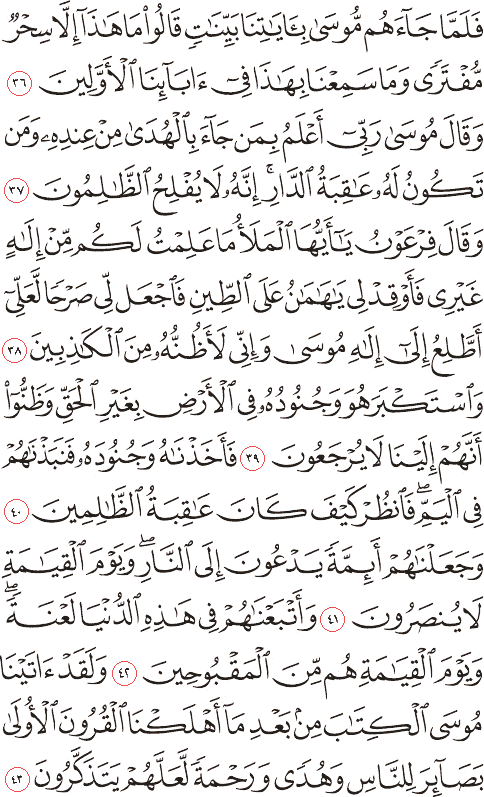 فَلَمَّا جَآءَهُم مُّوسَىٰ بِـَٔايَٰتِنَا بَيِّنَٰتٖ قَالُواْ مَا هَٰذَآ إِلَّا سِحۡرٞ
مُّفۡتَرٗى وَمَا سَمِعۡنَا بِهَٰذَا فِيٓ ءَابَآئِنَا ٱلۡأَوَّلِينَ ٣٦
وَقَالَ مُوسَىٰ رَبِّيٓ أَعۡلَمُ بِمَن جَآءَ بِٱلۡهُدَىٰ مِنۡ عِندِهِۦ وَمَن
تَكُونُ لَهُۥ عَٰقِبَةُ ٱلدَّارِۚ إِنَّهُۥ لَا يُفۡلِحُ ٱلظَّٰلِمُونَ ٣٧
وَقَالَ فِرۡعَوۡنُ يَٰٓأَيُّهَا ٱلۡمَلَأُ مَا عَلِمۡتُ لَكُم مِّنۡ إِلَٰهٍ
غَيۡرِي فَأَوۡقِدۡ لِي يَٰهَٰمَٰنُ عَلَى ٱلطِّينِ فَٱجۡعَل لِّي صَرۡحٗا لَّعَلِّيٓ
أَطَّلِعُ إِلَىٰٓ إِلَٰهِ مُوسَىٰ وَإِنِّي لَأَظُنُّهُۥ مِنَ ٱلۡكَٰذِبِينَ ٣٨
وَٱسۡتَكۡبَرَ هُوَ وَجُنُودُهُۥ فِي ٱلۡأَرۡضِ بِغَيۡرِ ٱلۡحَقِّ وَظَنُّوٓاْ
أَنَّهُمۡ إِلَيۡنَا لَا يُرۡجَعُونَ ٣٩ فَأَخَذۡنَٰهُ وَجُنُودَهُۥ فَنَبَذۡنَٰهُمۡ
فِي ٱلۡيَمِّۖ فَٱنظُرۡ كَيۡفَ كَانَ عَٰقِبَةُ ٱلظَّٰلِمِينَ ٤٠
وَجَعَلۡنَٰهُمۡ أَئِمَّةٗ يَدۡعُونَ إِلَى ٱلنَّارِۖ وَيَوۡمَ ٱلۡقِيَٰمَةِ
لَا يُنصَرُونَ ٤١ وَأَتۡبَعۡنَٰهُمۡ فِي هَٰذِهِ ٱلدُّنۡيَا لَعۡنَةٗۖ
وَيَوۡمَ ٱلۡقِيَٰمَةِ هُم مِّنَ ٱلۡمَقۡبُوحِينَ ٤٢ وَلَقَدۡ ءَاتَيۡنَا
مُوسَى ٱلۡكِتَٰبَ مِنۢ بَعۡدِ مَآ أَهۡلَكۡنَا ٱلۡقُرُونَ ٱلۡأُولَىٰ
بَصَآئِرَ لِلنَّاسِ وَهُدٗى وَرَحۡمَةٗ لَّعَلَّهُمۡ يَتَذَكَّرُونَ ٤٣